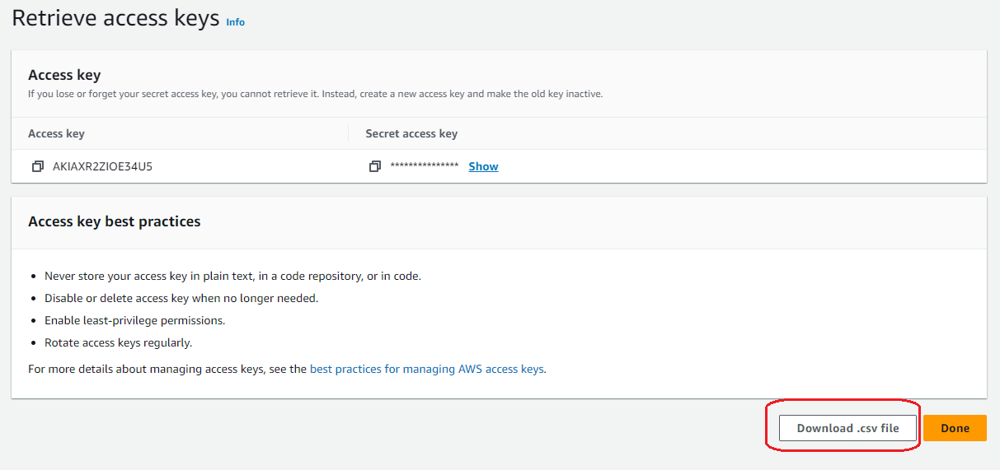 Retrieve access keys Info
Access key
If you lose or forget your secret access key, you cannot retrieve it. Instead, create a new access key and make the old key inactive.
Access key Secret access key
AKIAXR2ZIOE34U5 *************** Show
Access key best practices
• Never store your access key in plain text, in a code repository, or in code.
• Disable or delete access key when no longer needed.
• Enable least-privilege permissions.
• Rotate access keys regularly.
For more details about managing access keys, see the best practices for managing AWS access keys.
Download .csv file Done